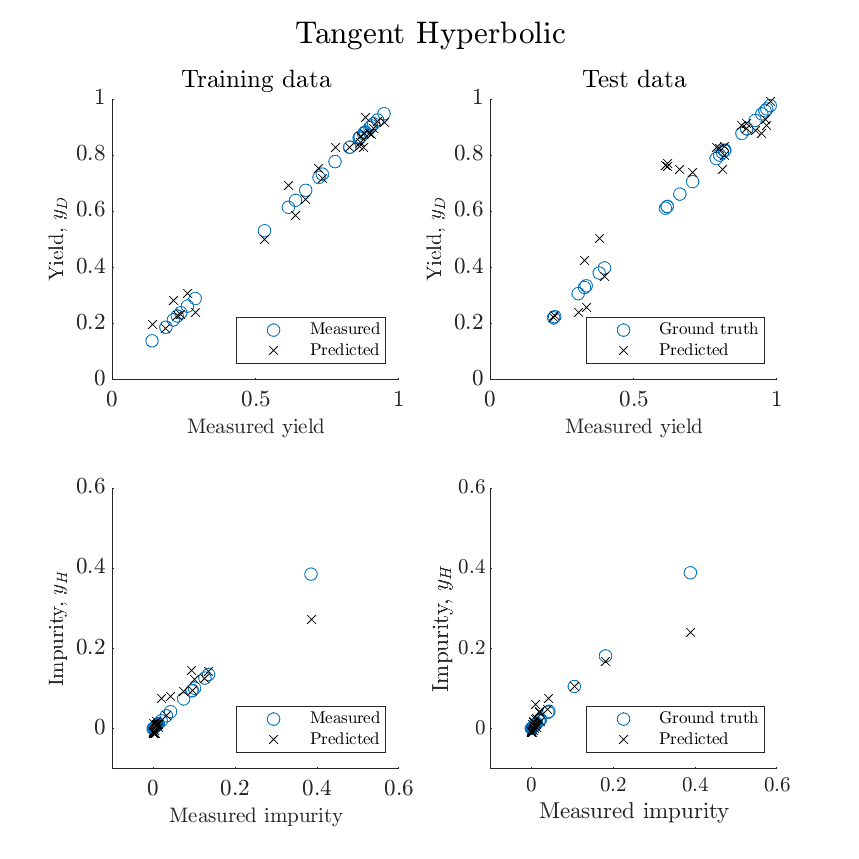 Tangent Hyperbolic
Training data
Test data
1
0.8
0.6
0.4
0.2
0
Yield, y_D
0
0.5
1
Measured yield
Measured
Predicted
1
0.8
0.6
0.4
0.2
0
Yield, y_D
0
0.5
1
Measured yield
Ground truth
Predicted
0.6
0.4
0.2
0
Impurity, y_H
0
0.2
0.4
0.6
Measured impurity
Measured
Predicted
0.6
0.4
0.2
0
Impurity, y_H
0
0.2
0.4
0.6
Measured impurity
Ground truth
Predicted